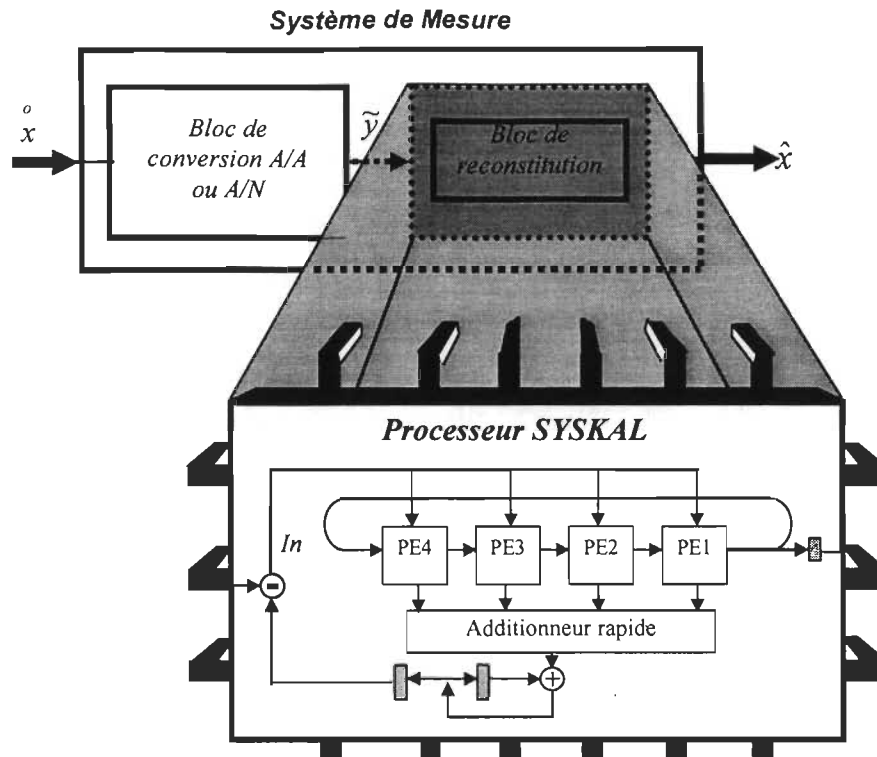 Système de Mesure
o
x
Bloc de
conversion A/A
ou A/N
ỹ
Bloc de
reconstitution
x̂
Processeur SYSKAL
In
PE4
PE3
PE2
PE1
-
Additionneur rapide
+